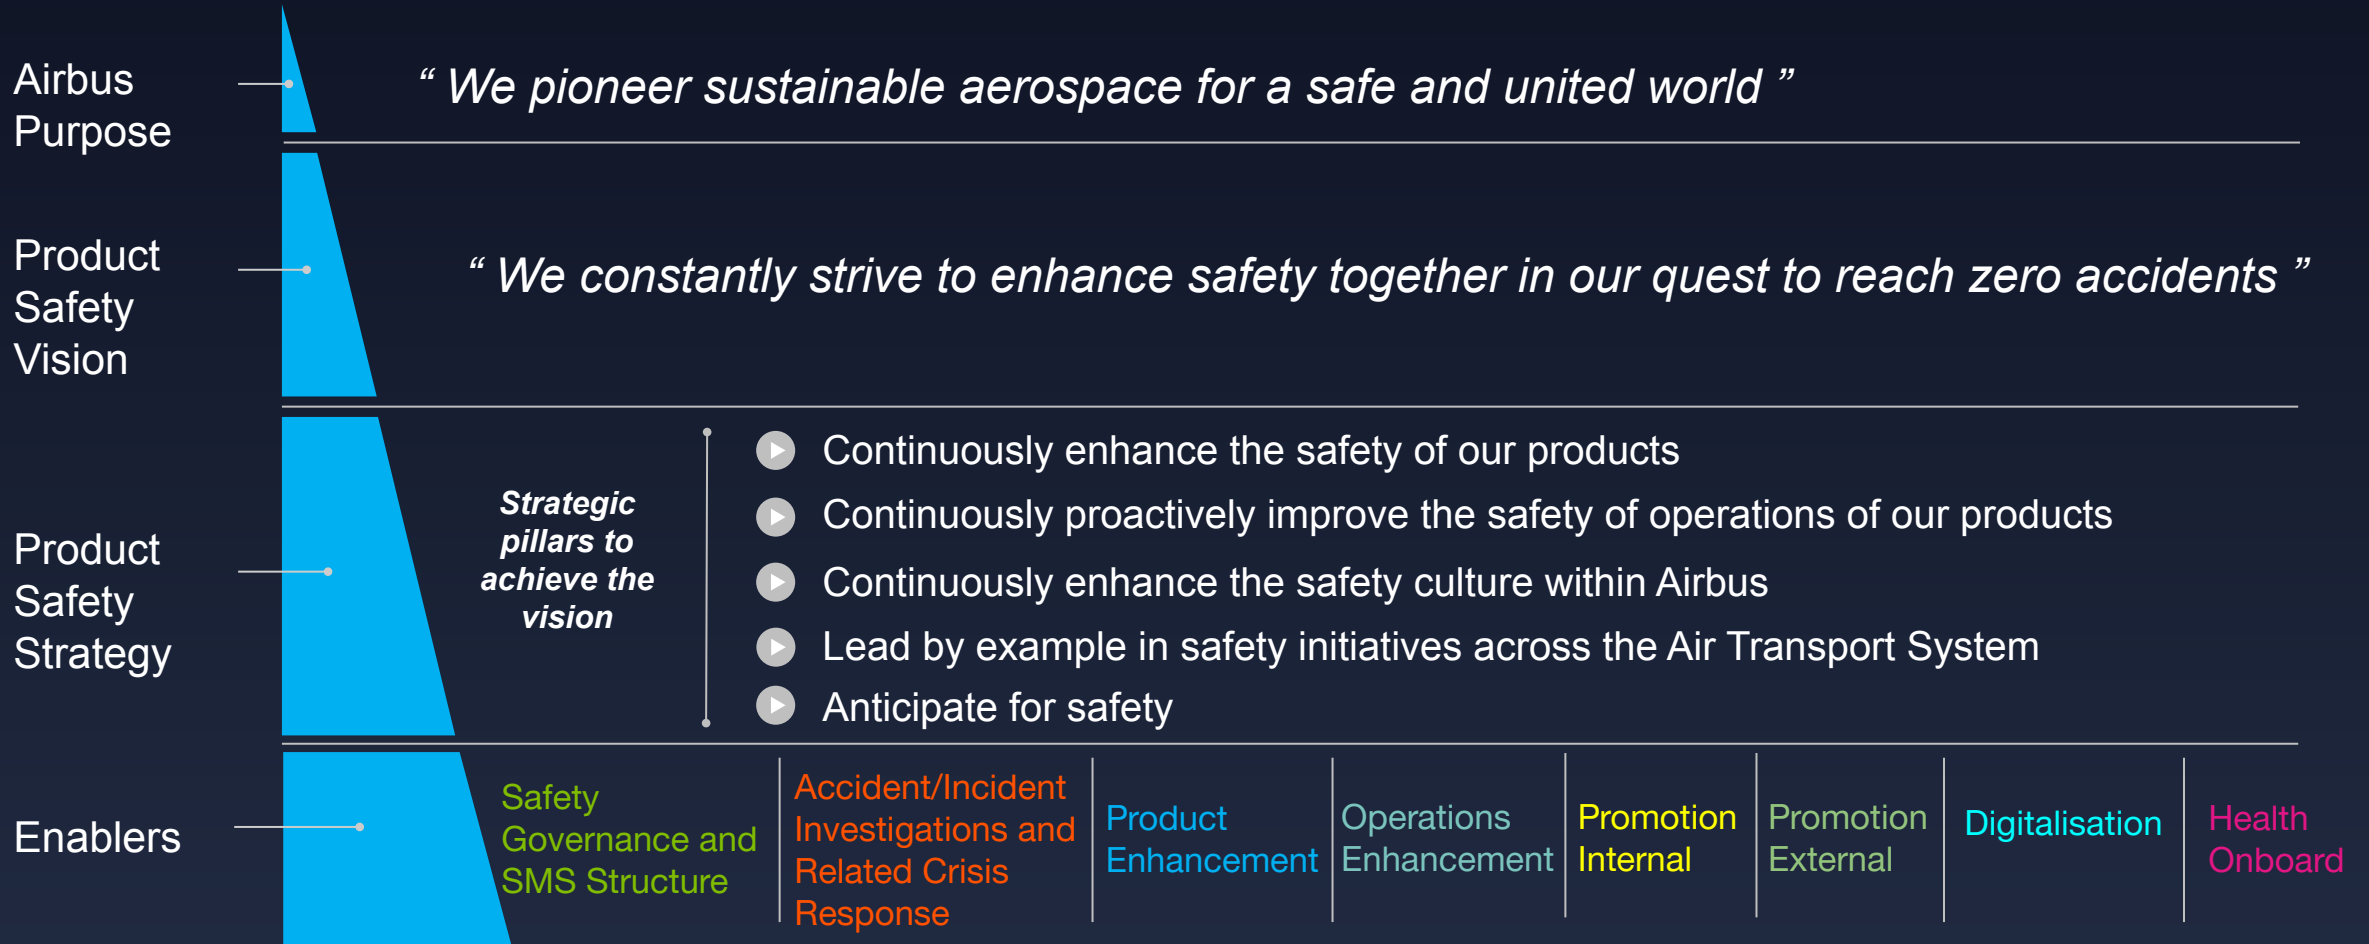 Airbus
Purpose
“ We pioneer sustainable aerospace for a safe and united world ”
Product
Safety
Vision
“ We constantly strive to enhance safety together in our quest to reach zero accidents ”
Product
Safety
Strategy
Strategic
pillars to
achieve the
vision
Continuously enhance the safety of our products
Continuously proactively improve the safety of operations of our products
Continuously enhance the safety culture within Airbus
Lead by example in safety initiatives across the Air Transport System
Anticipate for safety
Enablers
Safety
Governance and
SMS Structure
Accident/Incident
Investigations and
Related Crisis
Response
Product
Enhancement
Operations
Enhancement
Promotion
Internal
Promotion
External
Digitalisation
Health
Onboard